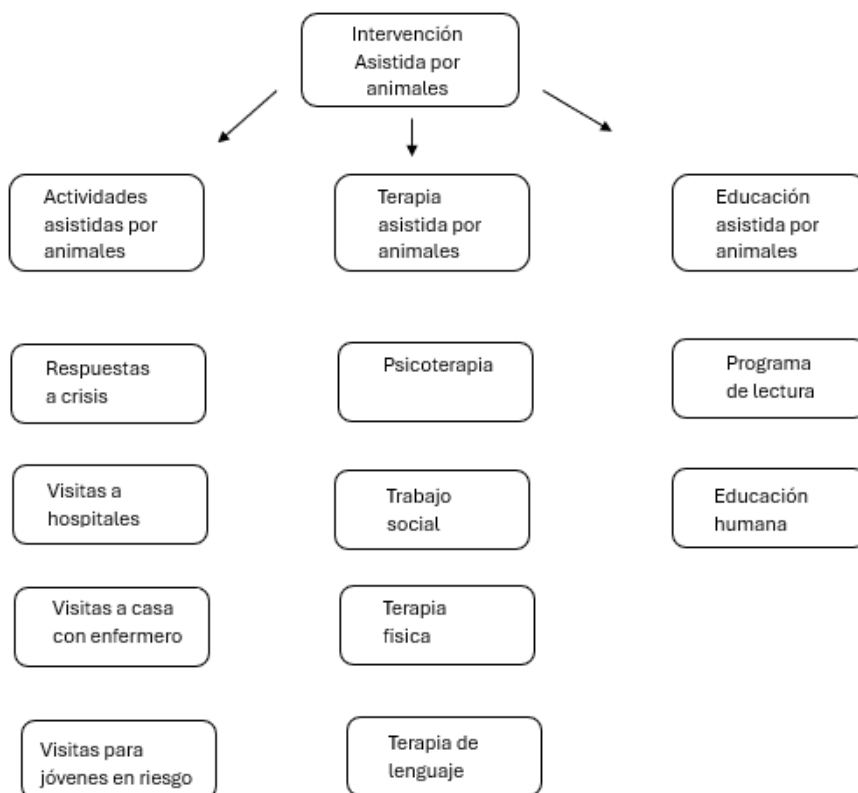 Intervención
Asistida por
animales
Actividades
asistidas por
animales
Terapia
asistida por
animales
Educación
asistida por
animales
Respuestas
a crisis
Psicoterapia
Programa
de lectura
Visitas a
hospitales
Trabajo
social
Educación
humana
Visitas a casa
con enfermero
Terapia
fisica
Visitas para
jóvenes en riesgo
Terapia de
lenguaje